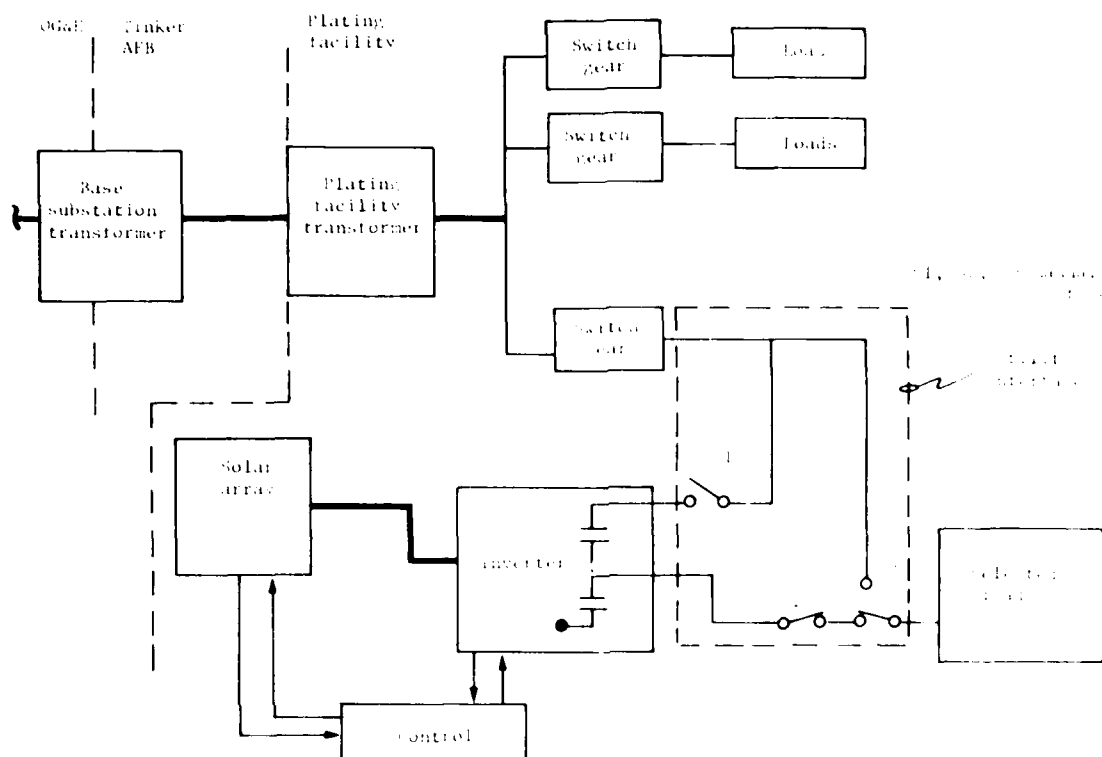 OG&E
Tinker
AFB
Plating
facility
Switch
gear
Load
Switch
gear
Loads
Base
substation
transformer
Plating
facility
transformer
Switch
Solar
array
inverter
Control